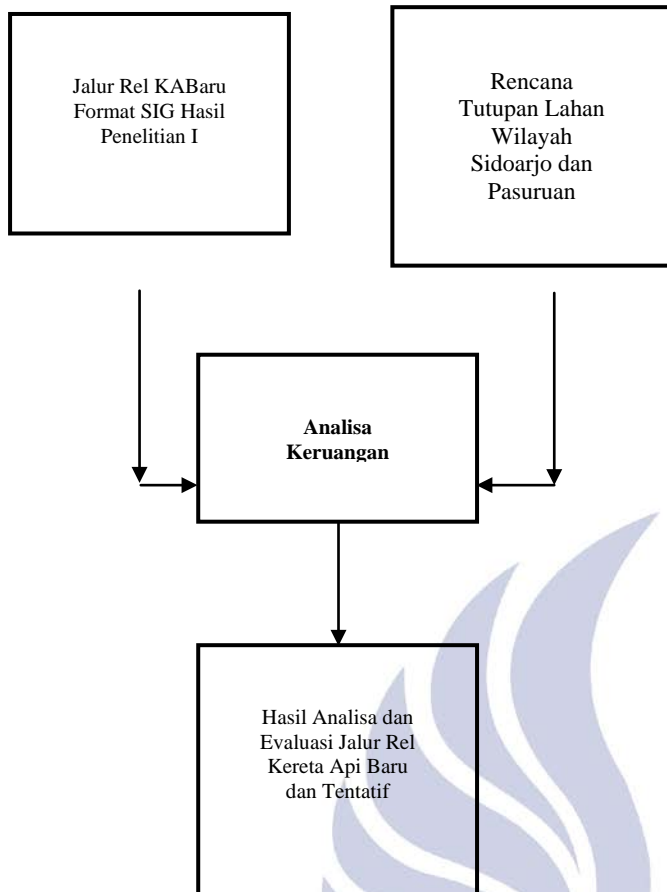 Jalur Rel KABaru
Format SIG Hasil
Penelitian I
Rencana
Tutupan Lahan
Wilayah
Sidoarjo dan
Pasuruan
Analisa
Keruangan
Hasil Analisa dan
Evaluasi Jalur Rel
Kereta Api Baru
dan Tentatif